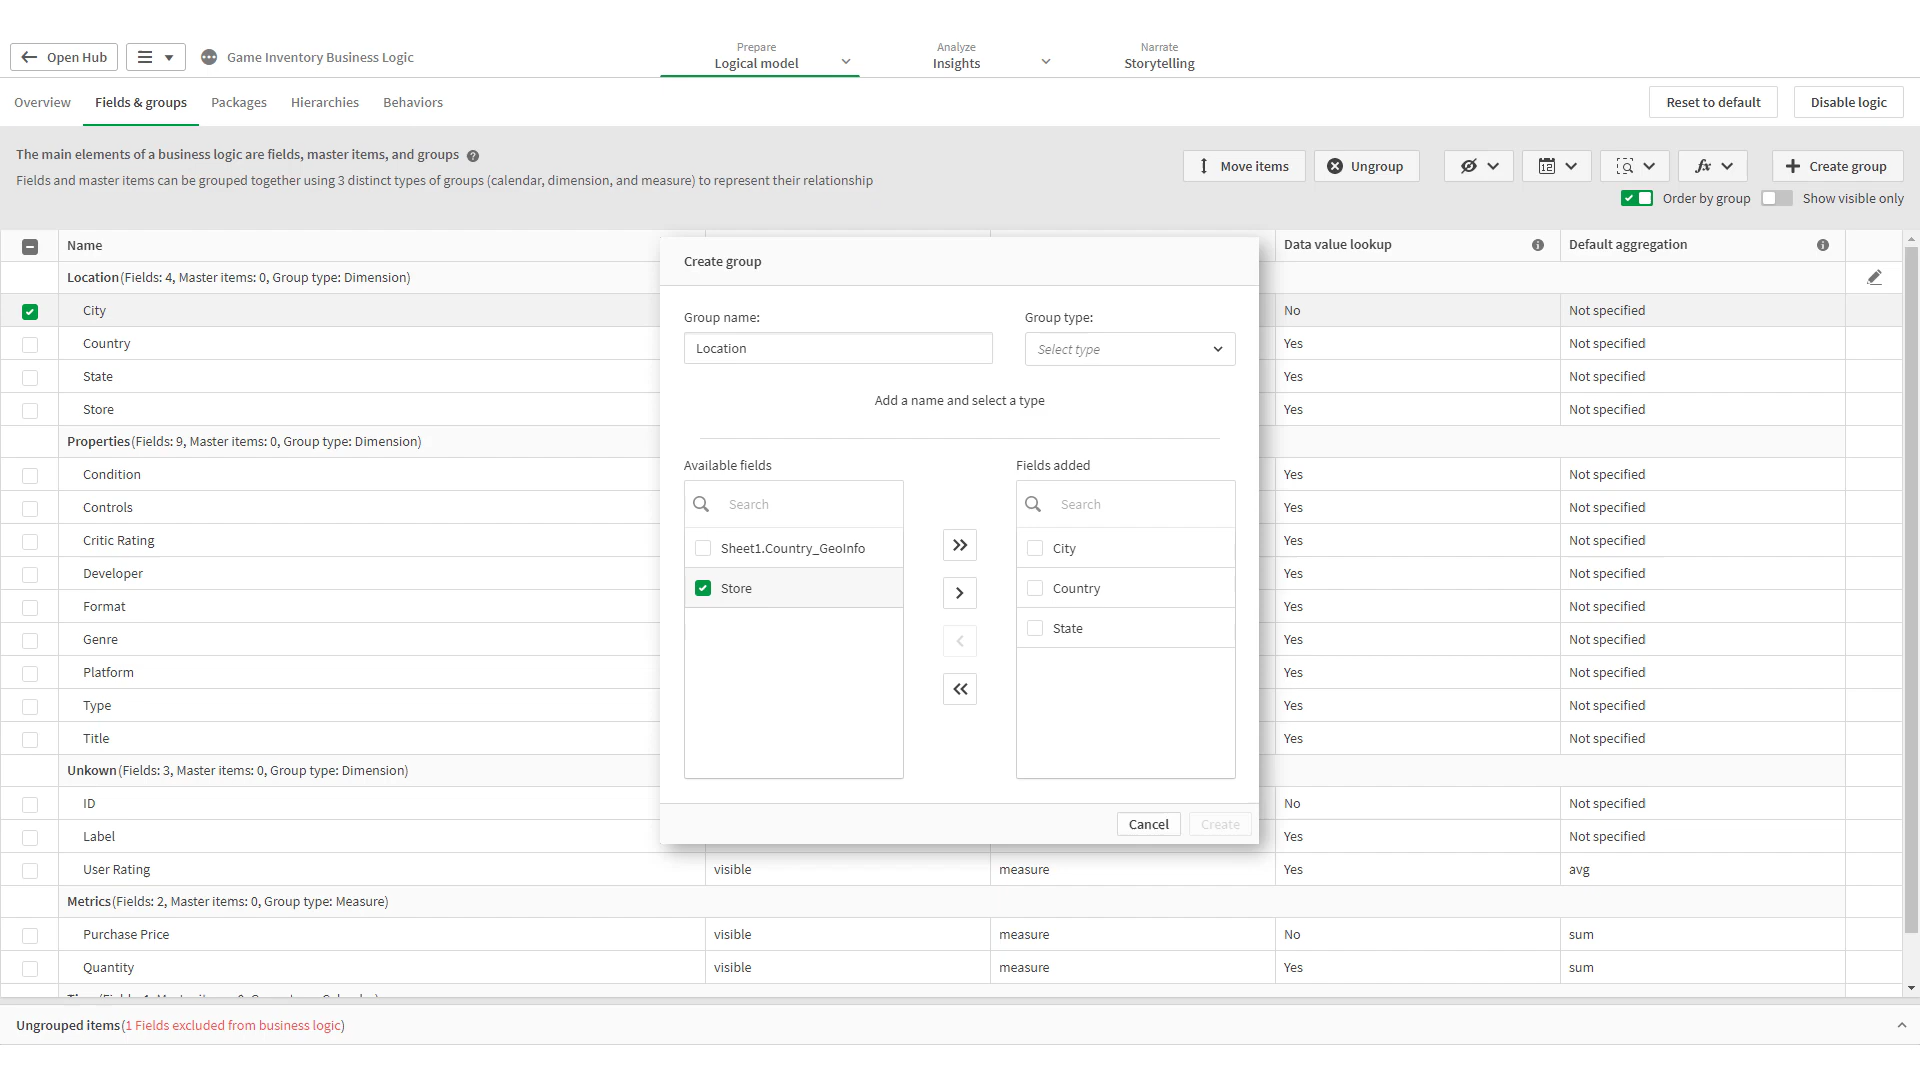 Open Hub
Game Inventory Business Logic
Prepare
Logical model
Analyze
Insights
Narrate
Storytelling
Overview
Fields & groups
Packages
Hierarchies
Behaviors
Reset to default
Disable logic
The main elements of a business logic are fields, master items, and groups
Fields and master items can be grouped together using 3 distinct types of groups (calendar, dimension, and measure) to represent their relationship
Move items
Ungroup
12
fx
Create group
Order by group
Show visible only
Name
Data value lookup
Default aggregation
Location (Fields: 4, Master items: 0, Group type: Dimension)
City
No
Not specified
Country
Yes
Not specified
State
Yes
Not specified
Store
Yes
Not specified
Properties (Fields: 9, Master items: 0, Group type: Dimension)
Condition
Yes
Not specified
Controls
Yes
Not specified
Critic Rating
Yes
Not specified
Developer
Yes
Not specified
Format
Yes
Not specified
Genre
Yes
Not specified
Platform
Yes
Not specified
Type
Yes
Not specified
Title
Yes
Not specified
Unkown (Fields: 3, Master items: 0, Group type: Dimension)
ID
No
Not specified
Label
Yes
Not specified
User Rating
visible
measure
Yes
avg
Metrics (Fields: 2, Master items: 0, Group type: Measure)
Purchase Price
visible
measure
No
sum
Quantity
visible
measure
Yes
sum
Ungrouped items (1 Fields excluded from business logic)
Create group
Group name:
Location
Group type:
Select type
Add a name and select a type
Available fields
Search
Sheet1.Country_GeoInfo
Store
Fields added
Search
City
Country
State
Cancel
Create